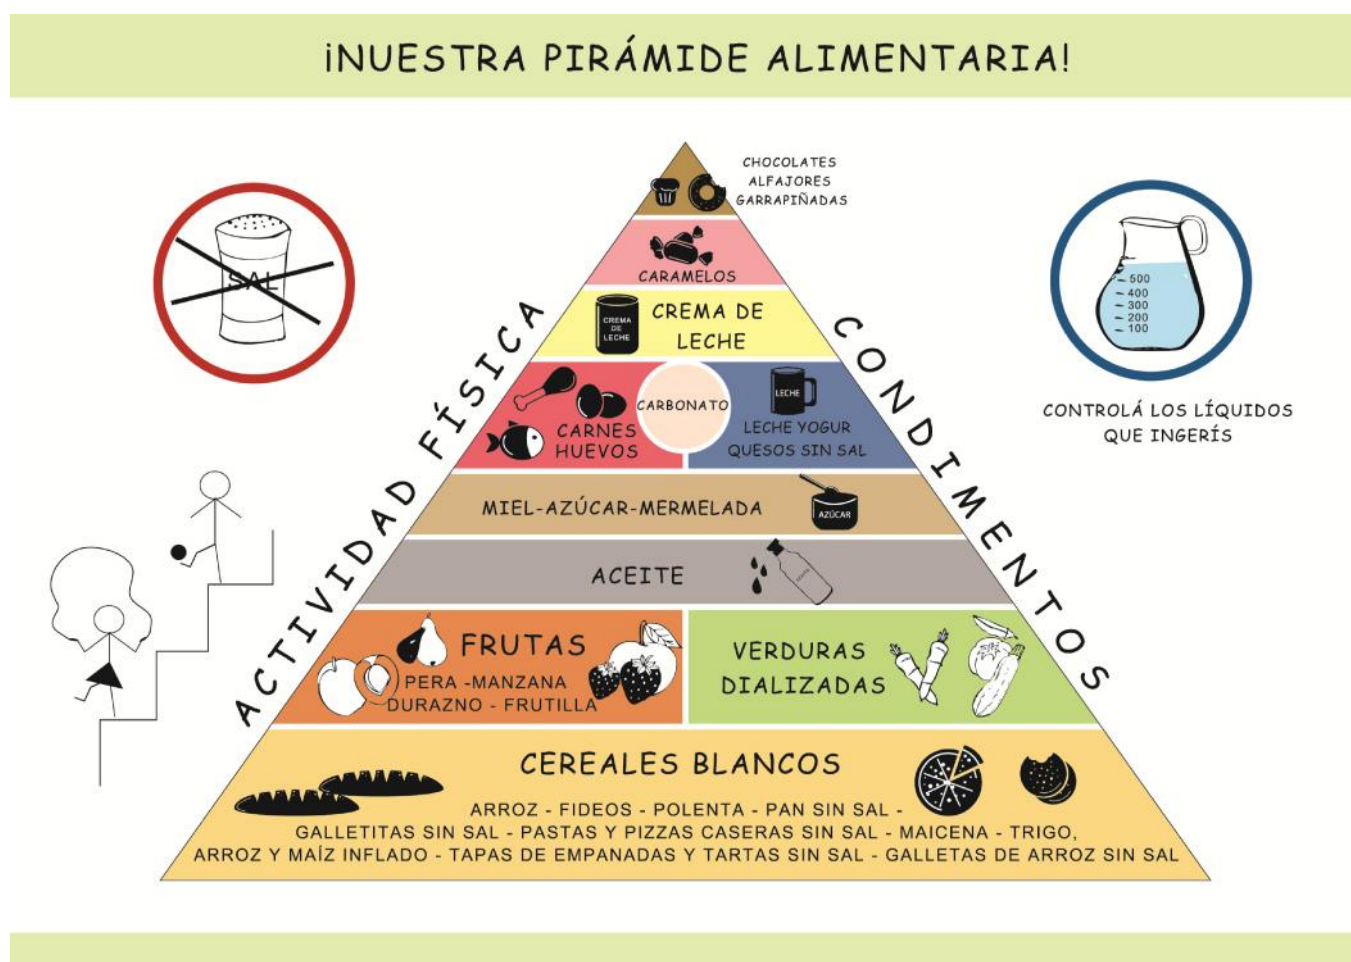 ¡NUESTRA PIRÁMIDE ALIMENTARIA!
CHOCOLATES
ALFAJORES
GARRAPIÑADAS
SAL
CARAMELOS
CREMA
DE
LECHE
CREMA DE
LECHE
500
400
300
200
100
CONTROLÁ LOS LÍQUIDOS
QUE INGERÍS
ACTIVIDAD FÍSICA
CONDIMENTOS
CARNES
HUEVOS
CARBONATO
LECHE
LECHE YOGUR
QUESOS SIN SAL
MIEL-AZÚCAR-MERMELADA
AZÚCAR
ACEITE
ACEITE
FRUTAS
PERA -MANZANA
DURAZNO - FRUTILLA
VERDURAS
DIALIZADAS
CEREALES BLANCOS
ARROZ - FIDEOS - POLENTA - PAN SIN SAL -
GALLETITAS SIN SAL - PASTAS Y PIZZAS CASERAS SIN SAL - MAICENA - TRIGO,
ARROZ Y MAÍZ INFLADO - TAPAS DE EMPANADAS Y TARTAS SIN SAL - GALLETAS DE ARROZ SIN SAL